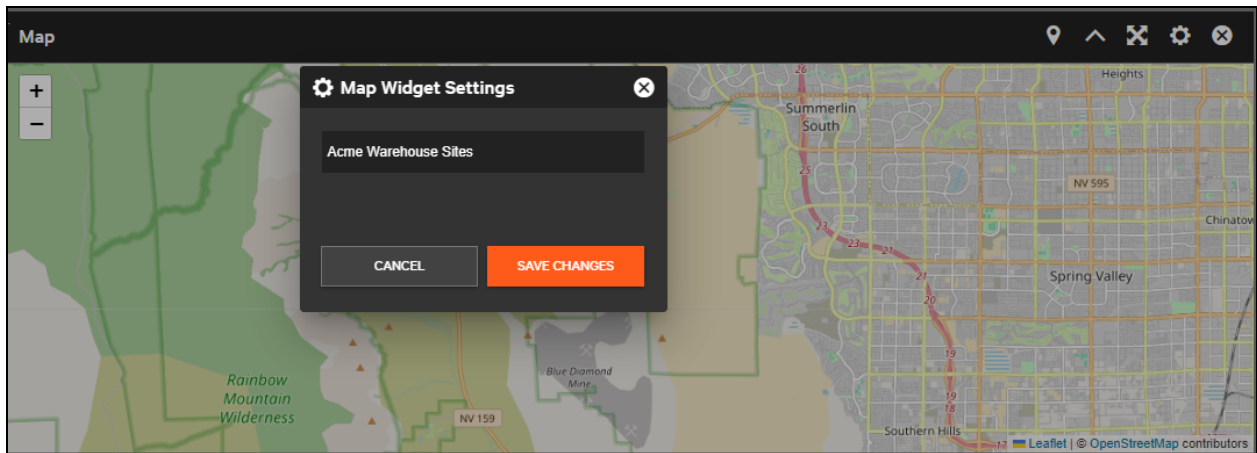 Map
+
−
Map Widget Settings
Acme Warehouse Sites
CANCEL
SAVE CHANGES
26
Heights
Summerlin
South
25
NV 595
Chinatow
23
23
21
21
Spring Valley
20
19
Blue Diamond
Mine
Rainbow
Mountain
Wilderness
NV 159
19
18
Southern Hills
17
Leaflet | © OpenStreetMap contributors